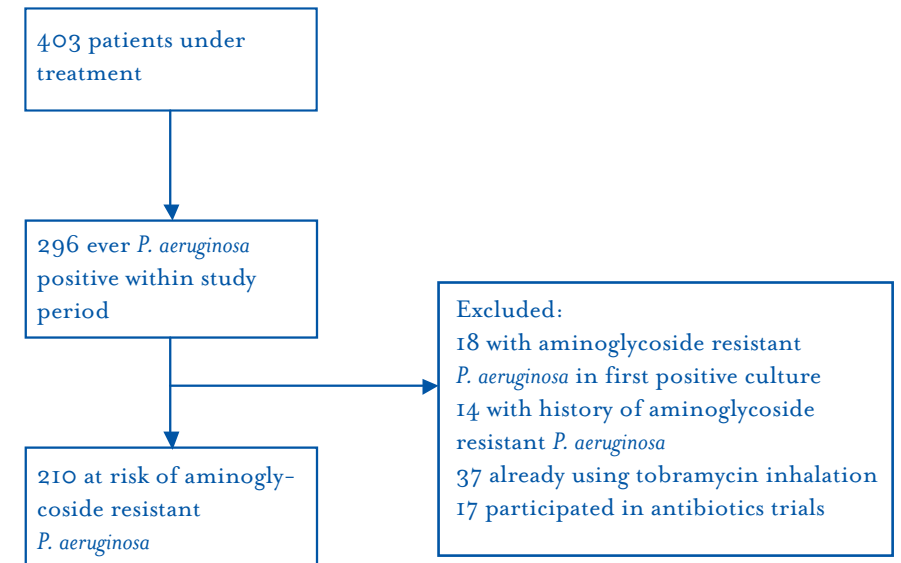 403 patients under
treatment
296 ever P. aeruginosa
positive within study
period
Excluded:
18 with aminoglycoside resistant
P. aeruginosa in first positive culture
14 with history of aminoglycoside
resistant P. aeruginosa
37 already using tobramycin inhalation
17 participated in antibiotics trials
210 at risk of aminogly-
coside resistant
P. aeruginosa